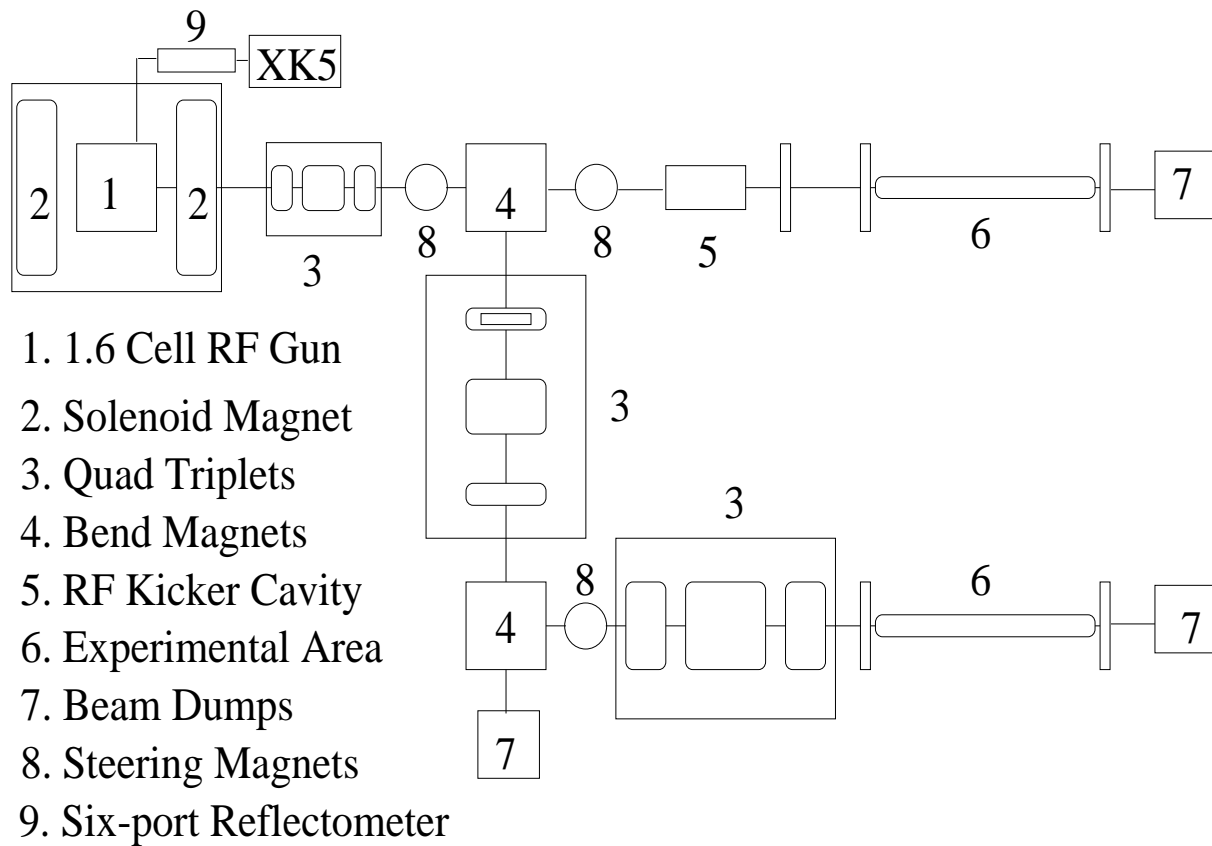 9
XK5
2
1
2
3
8
4
8
5
6
7
3
1. 1.6 Cell RF Gun
2. Solenoid Magnet
3. Quad Triplets
4. Bend Magnets
5. RF Kicker Cavity
6. Experimental Area
7. Beam Dumps
8. Steering Magnets
9. Six-port Reflectometer
4
8
3
6
7
7